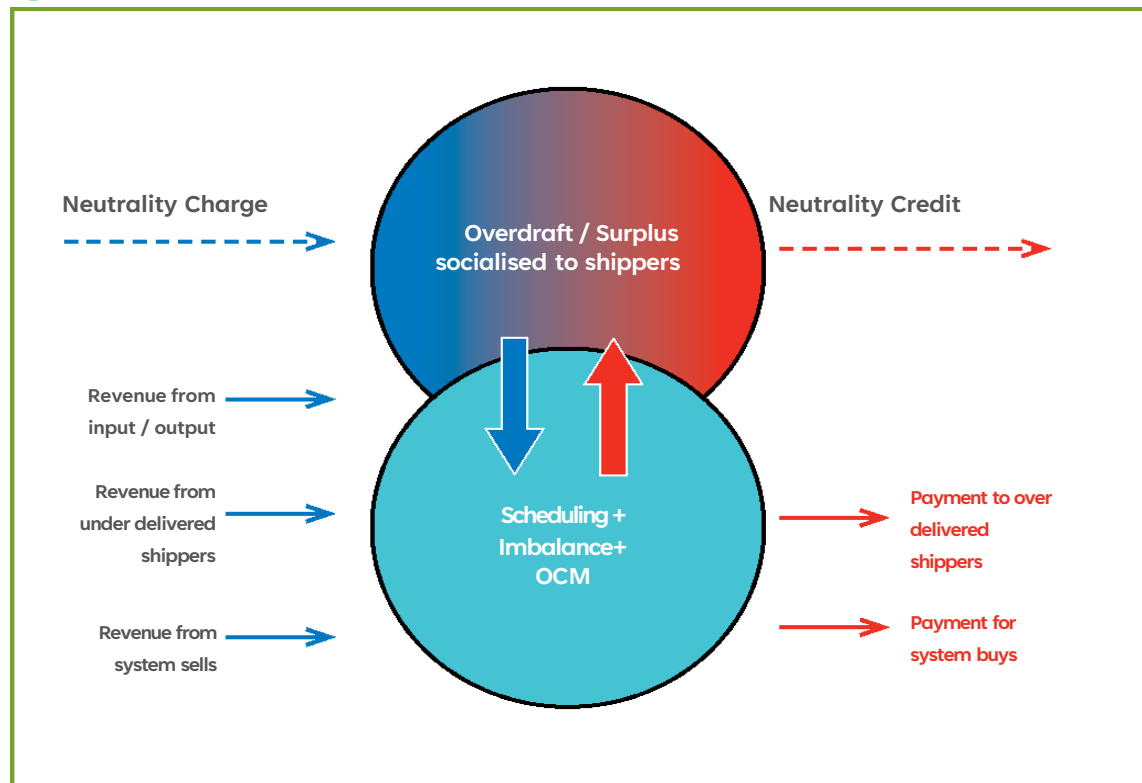 Neutrality Charge
Overdraft / Surplus
socialised to shippers
Neutrality Credit
Revenue from
input / output
Revenue from
under delivered
shippers
Revenue from
system sells
Scheduling +
Imbalance+
OCM
Payment to over
delivered
shippers
Payment for
system buys